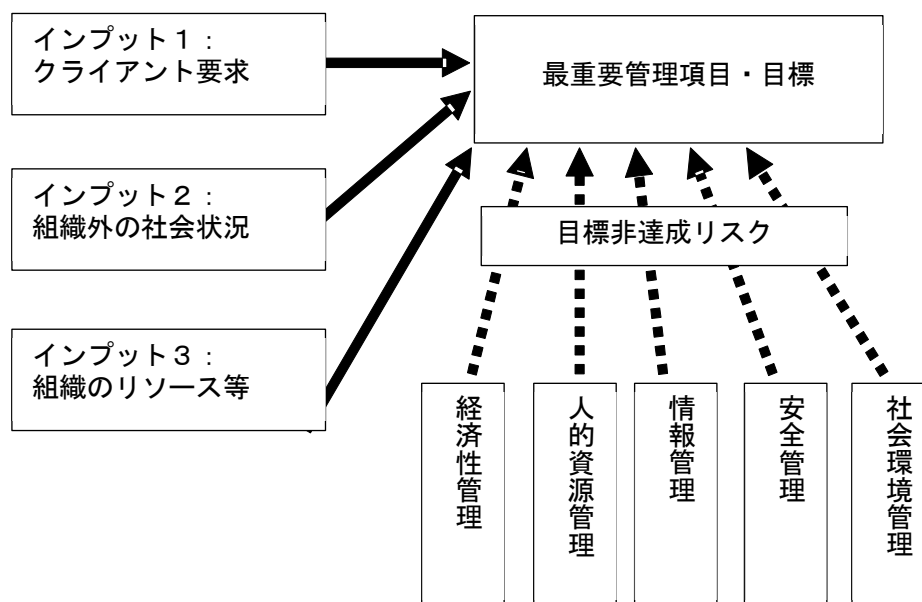 インプット１：
クライアント要求
最重要管理項目・目標
インプット２：
組織外の社会状況
目標非達成リスク
インプット３：
組織のリソース等
経済性管理
人的資源管理
情報管理
安全管理
社会環境管理